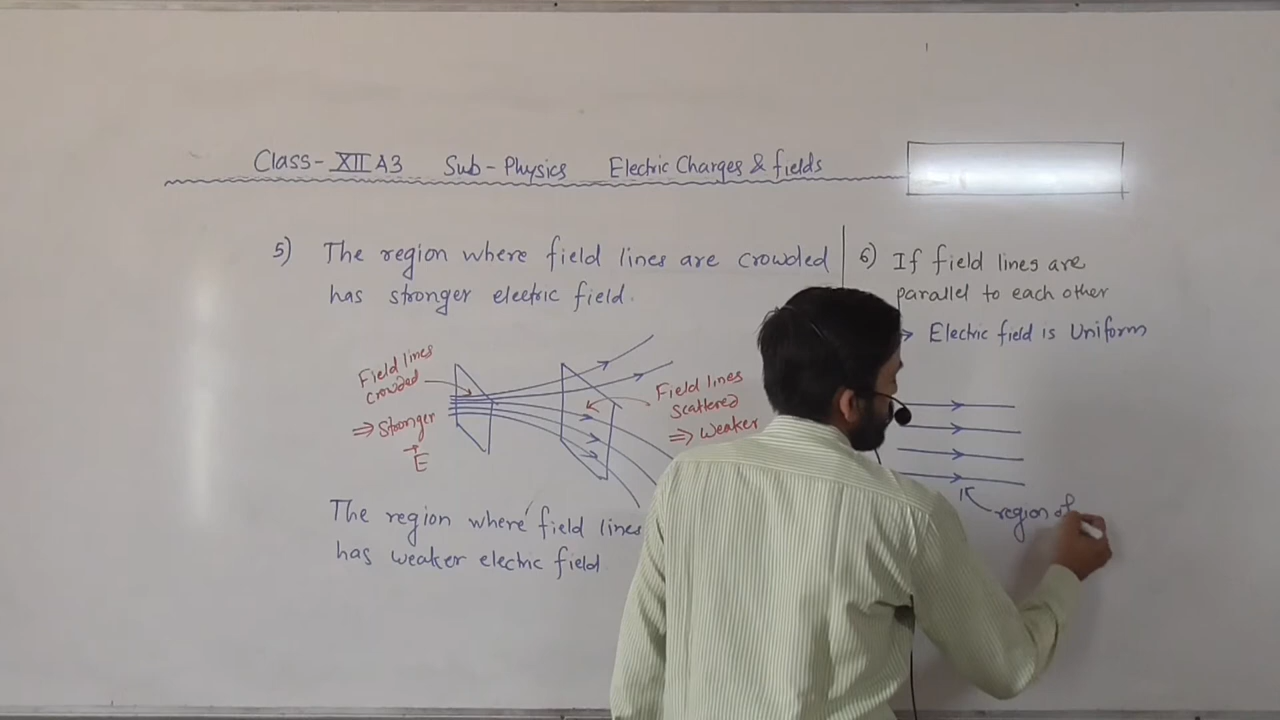 Class- XII A3 Sub - Physics Electric Charges & fields
5) The region where field lines are crowded
has stronger electric field.
Field lines
crowded
⇒ Stronger
E
Field lines
scattered
⇒ Weaker
The region where field lines
has weaker electric field
6) If field lines are
parallel to each other
⇒ Electric field is Uniform
region of